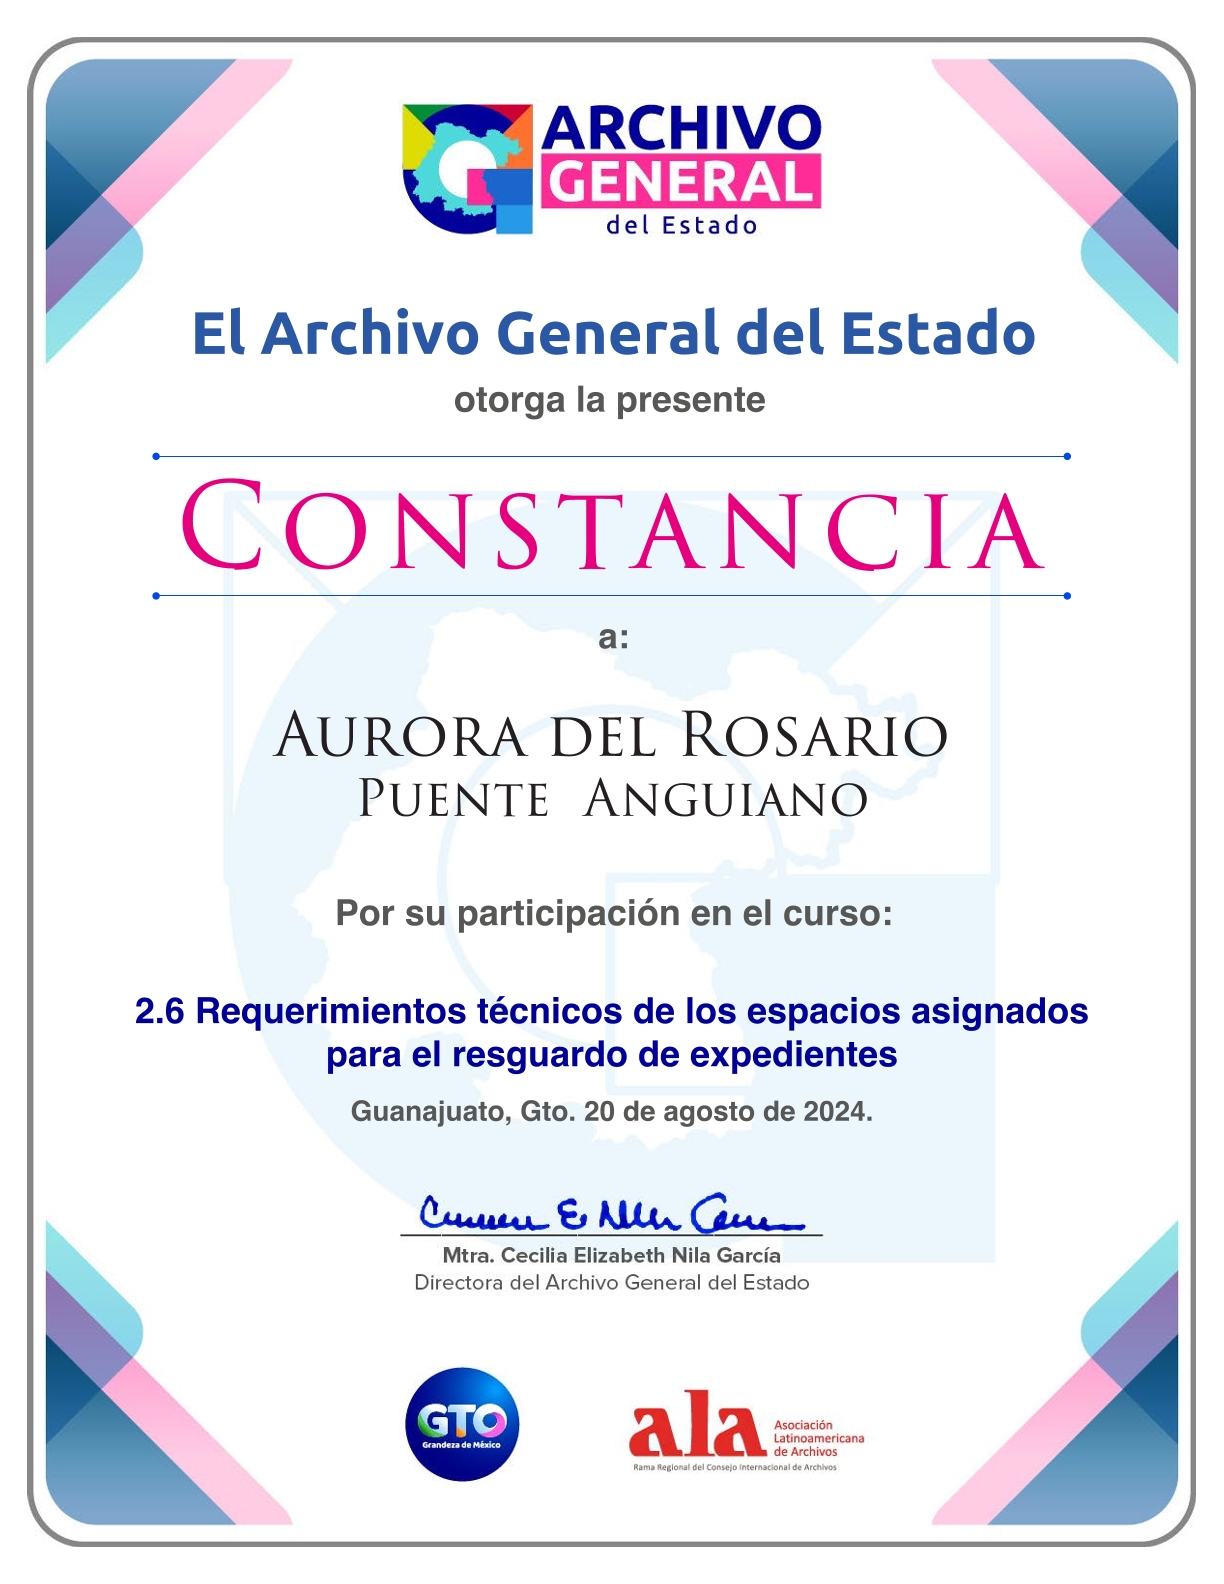 ARCHIVO
GENERAL
del Estado
El Archivo General del Estado
otorga la presente
CONSTANCIA
a:
AURORA DEL ROSARIO
PUENTE ANGUIANO
Por su participación en el curso:
2.6 Requerimientos técnicos de los espacios asignados
para el resguardo de expedientes
Guanajuato, Gto. 20 de agosto de 2024.
Mtra. Cecilia Elizabeth Nila García
Directora del Archivo General del Estado
GTO
Grandeza de México
ala
Asociación
Latinoamericana
de Archivos
Rama Regional del Consejo Internacional de Archivos